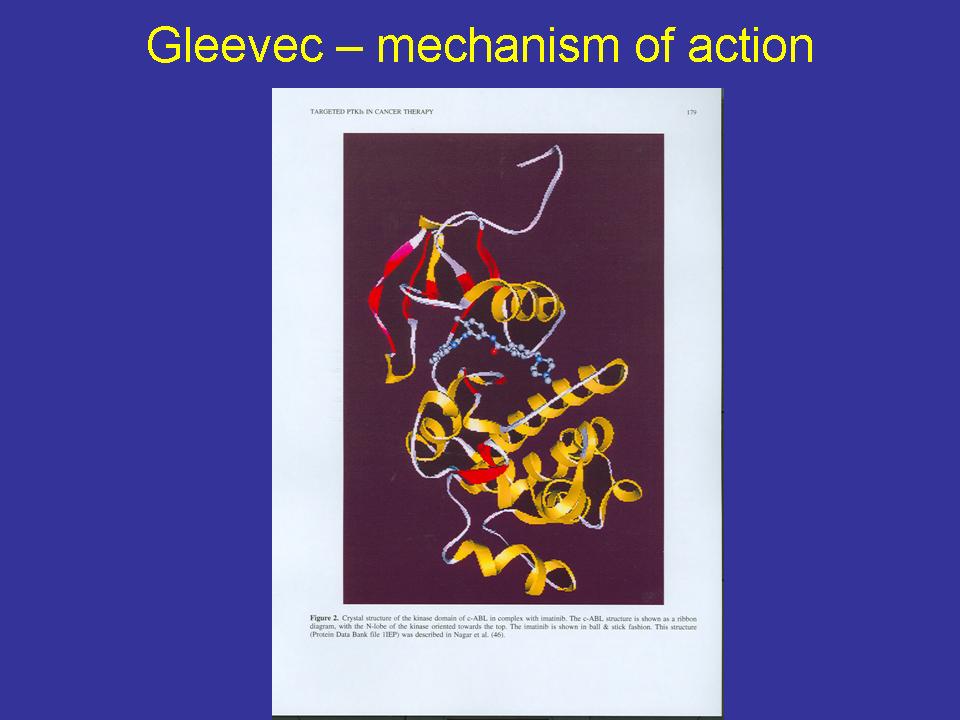 Gleevec – mechanism of action
TARGETED PTKIs IN CANCER THERAPY 179
Figure 2. Crystal structure of the kinase domain of c-ABL in complex with imatinib. The c-ABL structure is shown as a ribbon
diagram, with the N-lobe of the kinase oriented towards the top. The imatinib is shown in ball & stick fashion. This structure
(Protein Data Bank file 1IEP) was described in Nagar et al. (46).